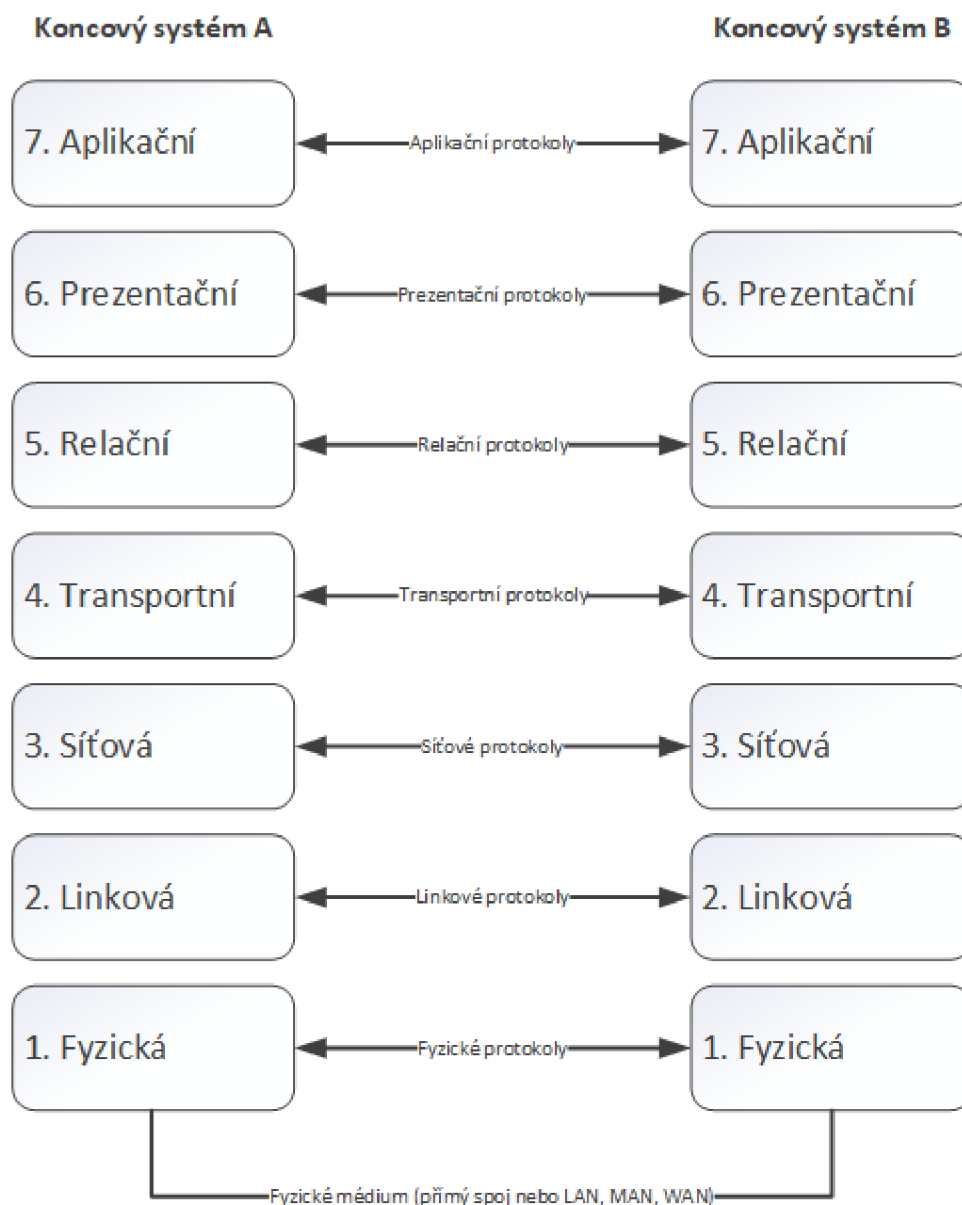 Koncový systém A
Koncový systém B
7. Aplikační
Aplikační protokoly
7. Aplikační
6. Prezentační
Prezentační protokoly
6. Prezentační
5. Relační
Relační protokoly
5. Relační
4. Transportní
Transportní protokoly
4. Transportní
3. Síťová
Síťové protokoly
3. Síťová
2. Linková
Linkové protokoly
2. Linková
1. Fyzická
Fyzické protokoly
1. Fyzická
Fyzické médium (přímý spoj nebo LAN, MAN, WAN)